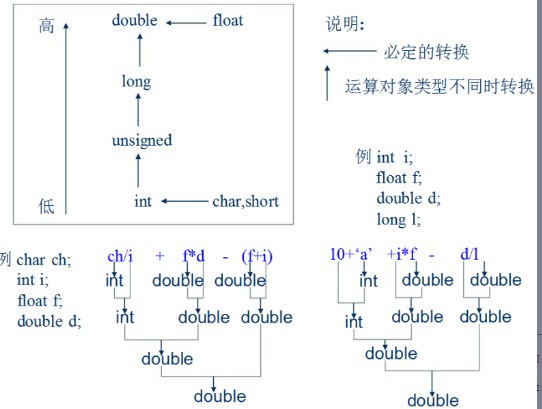 高
double
float
long
unsigned
int
char,short
低
说明:
必定的转换
运算对象类型不同时转换
例 int i;
float f;
double d;
long l;
例 char ch;
int i;
float f;
double d;
ch/i + f*d - (f+i)
int double double
int double double
double
double
10+‘a’ +i*f - d/l
int double double
int double double
double
double